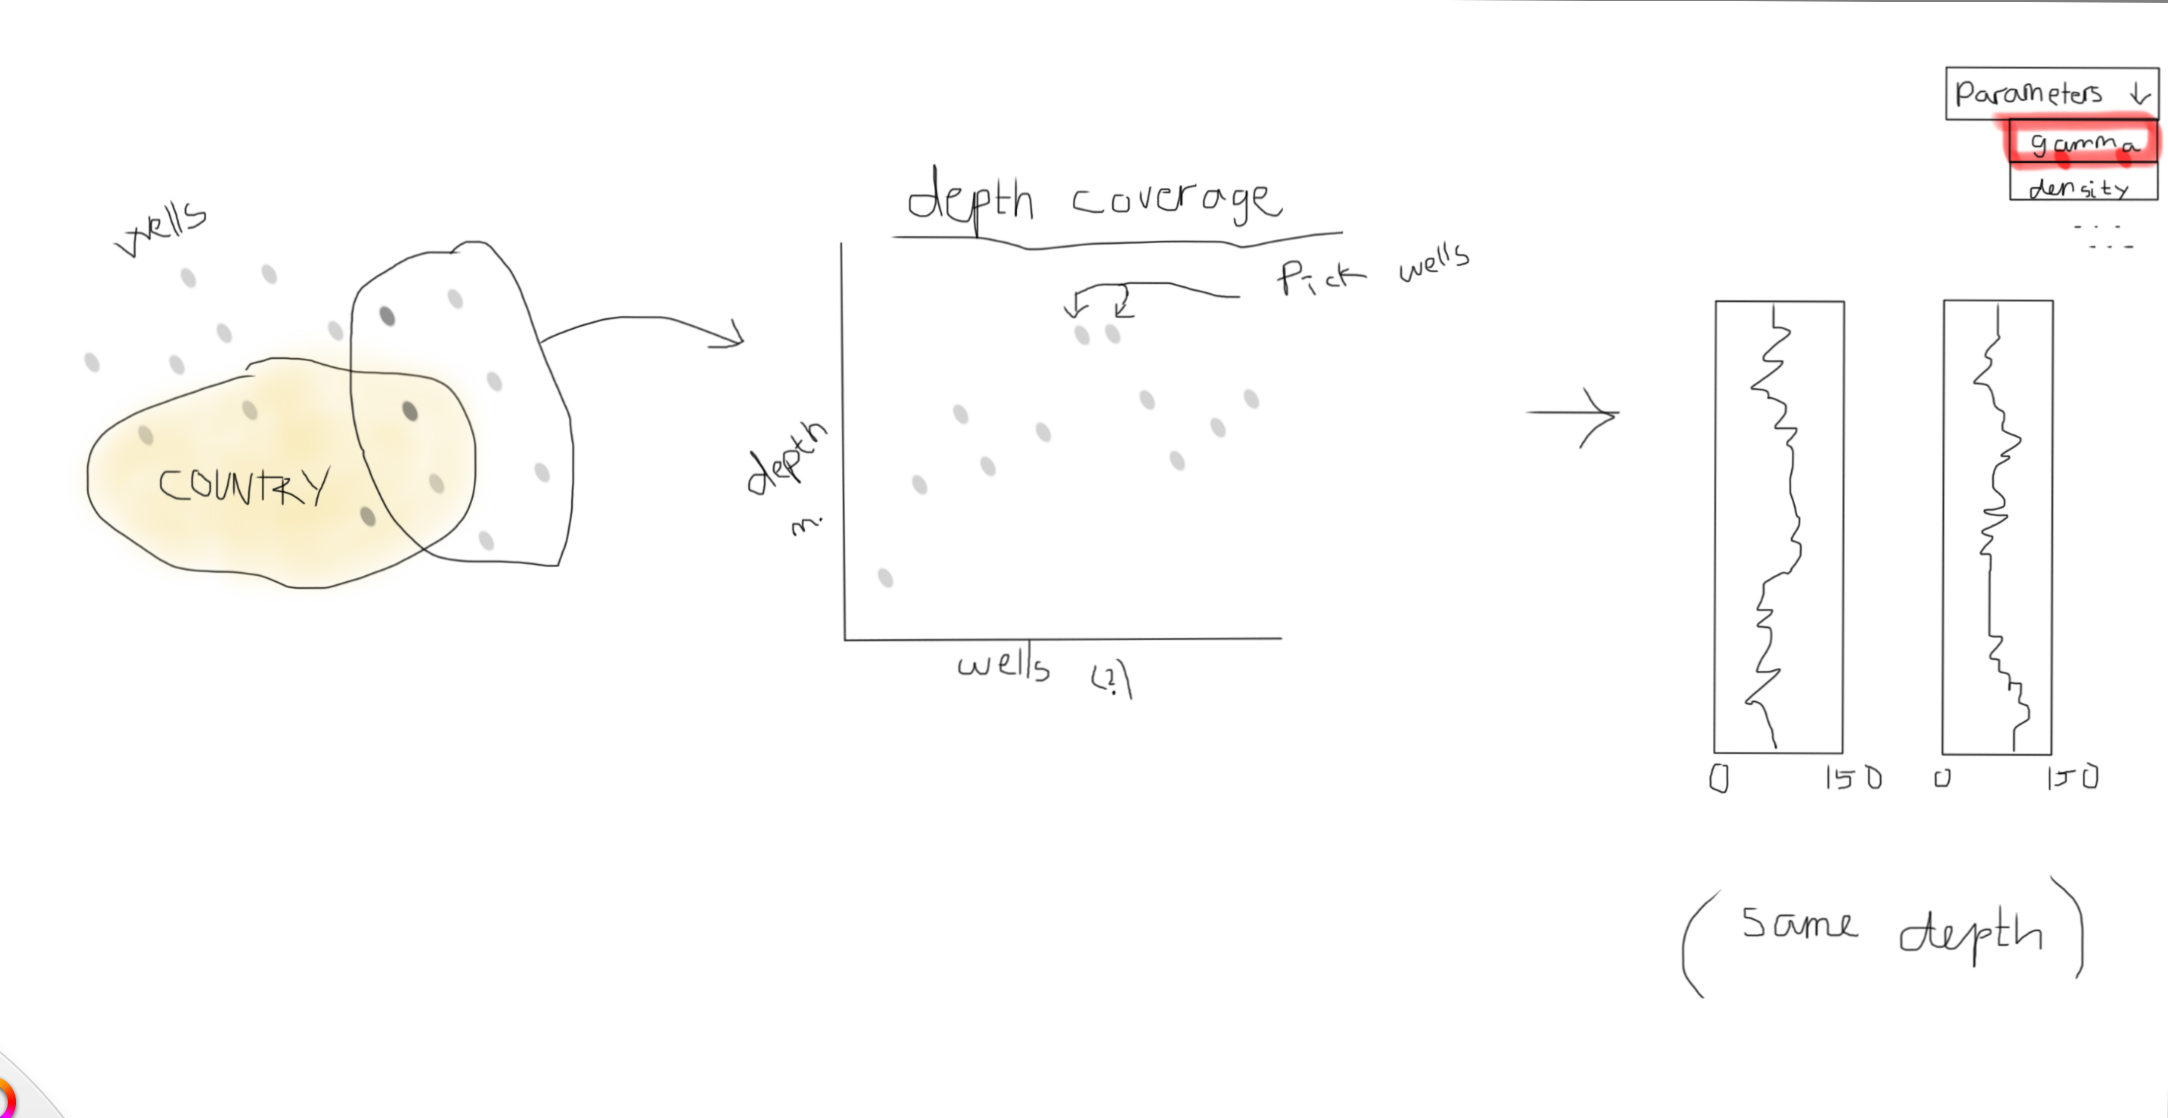 wells
COUNTRY
depth coverage
Pick wells
depth
m.
wells (?)
Parameters ↓
gamma
density
0 150
0 150
(same depth)